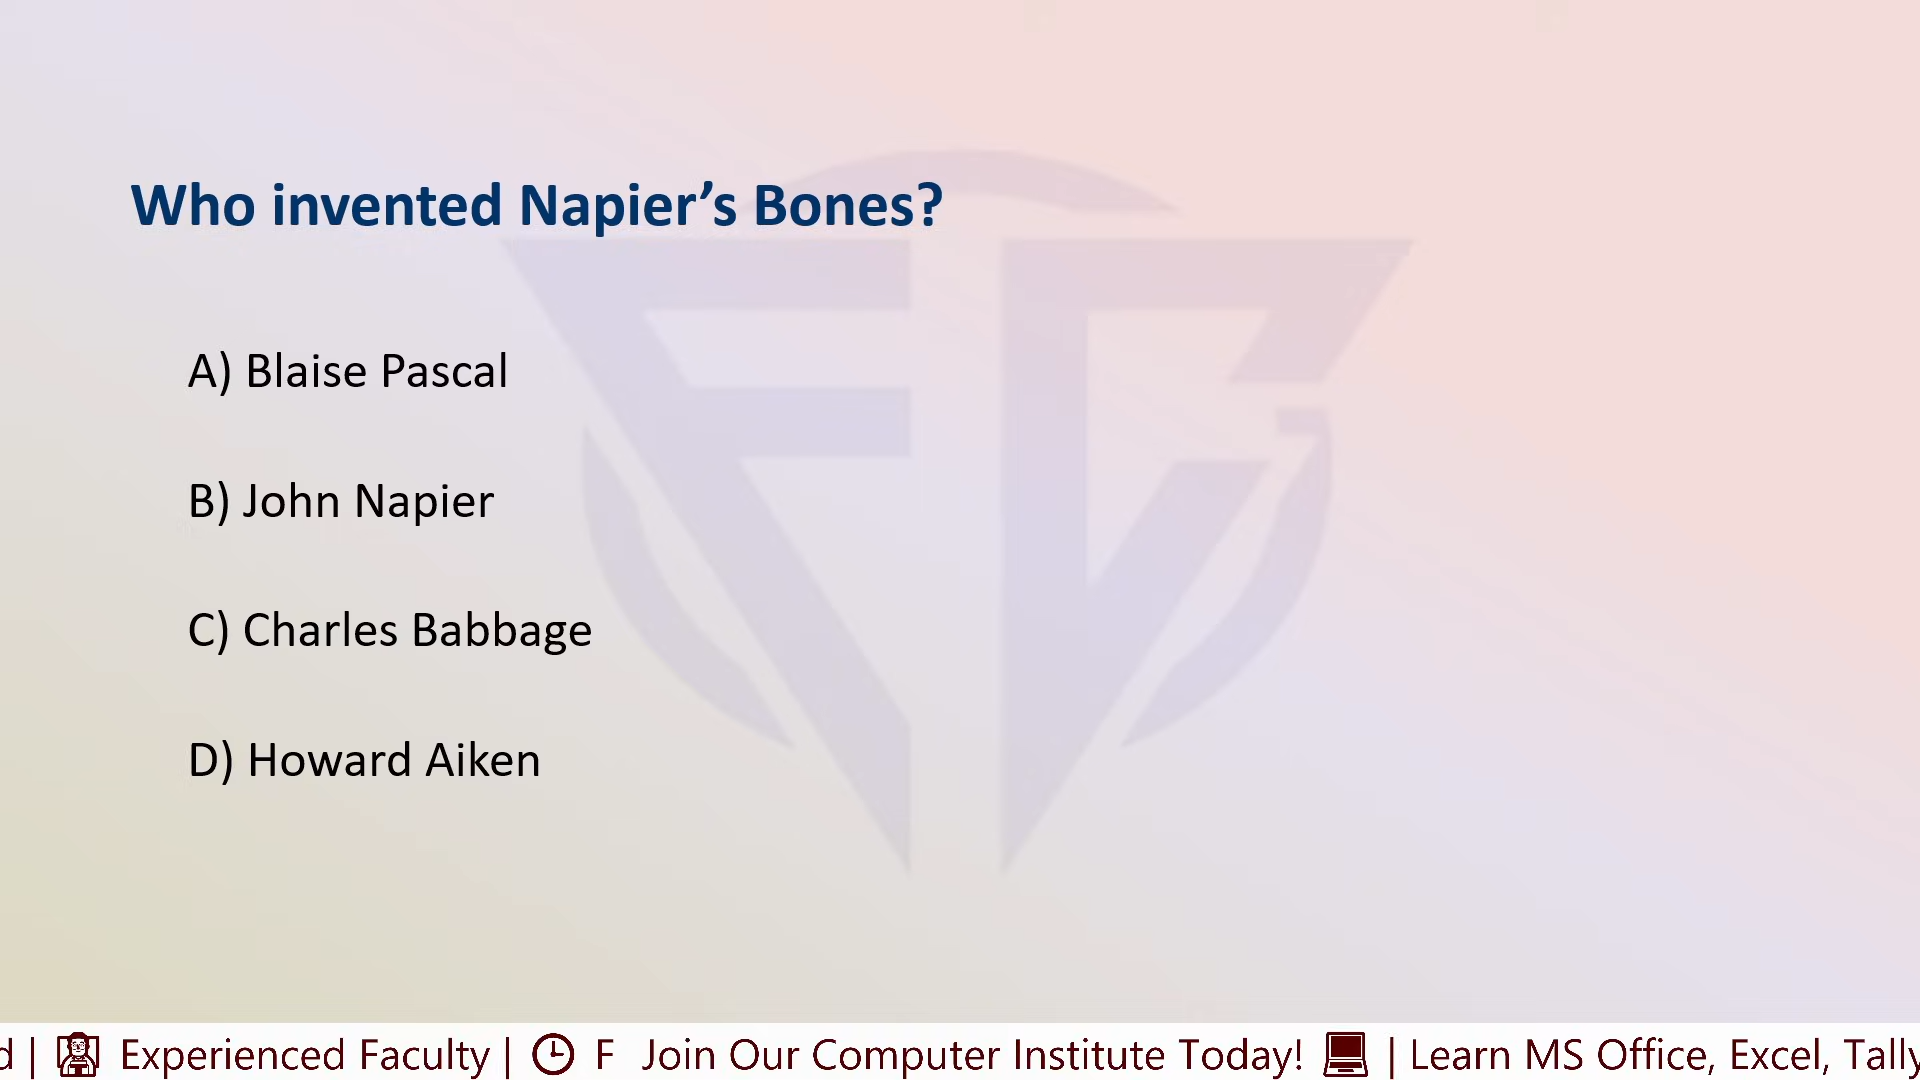 Who invented Napier’s Bones?
A) Blaise Pascal
B) John Napier
C) Charles Babbage
D) Howard Aiken
d | Experienced Faculty | F Join Our Computer Institute Today! | Learn MS Office, Excel, Tally